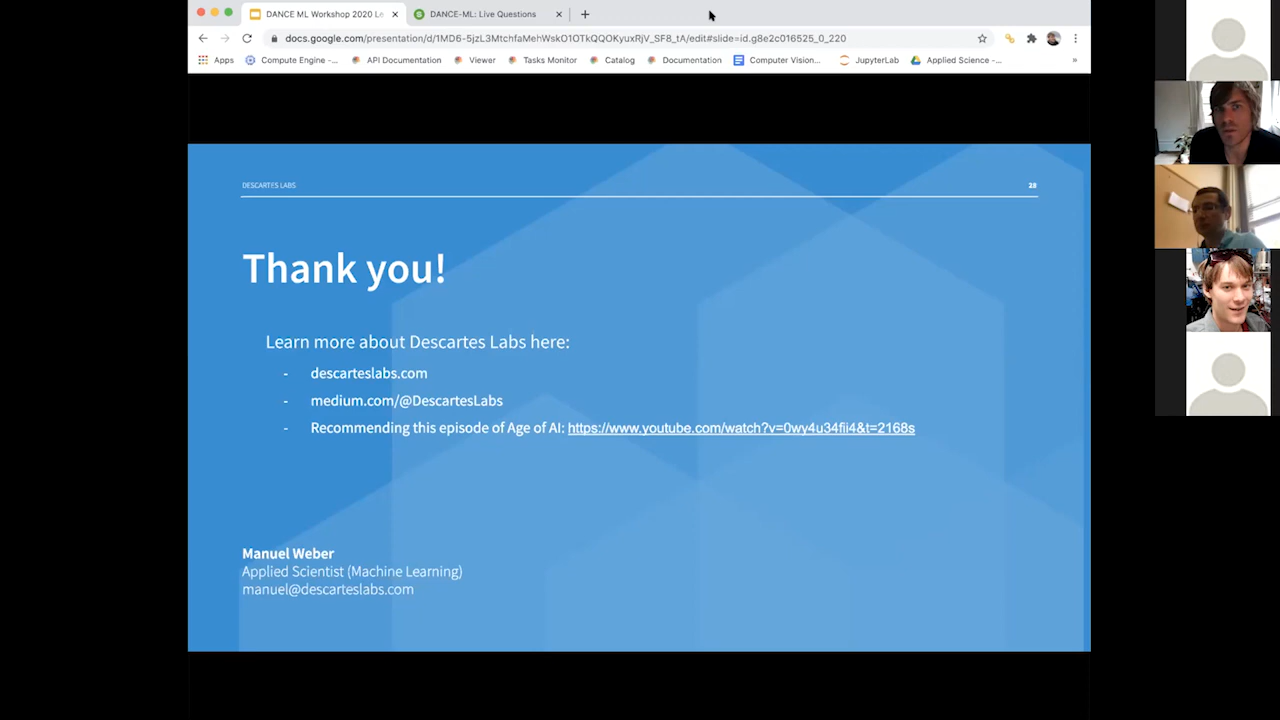 DANCE ML Workshop 2020 Le
DANCE-ML: Live Questions
docs.google.com/presentation/d/1MD6-5jzL3MtchfaMehWskO1OTkQQOKyuxRjV_SF8_tA/edit#slide=id.g8e2c016525_0_220
Apps Compute Engine -... API Documentation Viewer Tasks Monitor Catalog Documentation Computer Vision... JupyterLab Applied Science -... »
DESCARTES LABS 28
Thank you!
Learn more about Descartes Labs here:
- descarteslabs.com
- medium.com/@DescartesLabs
- Recommending this episode of Age of AI: https://www.youtube.com/watch?v=0wy4u34fii4&t=2168s
Manuel Weber
Applied Scientist (Machine Learning)
manuel@descarteslabs.com